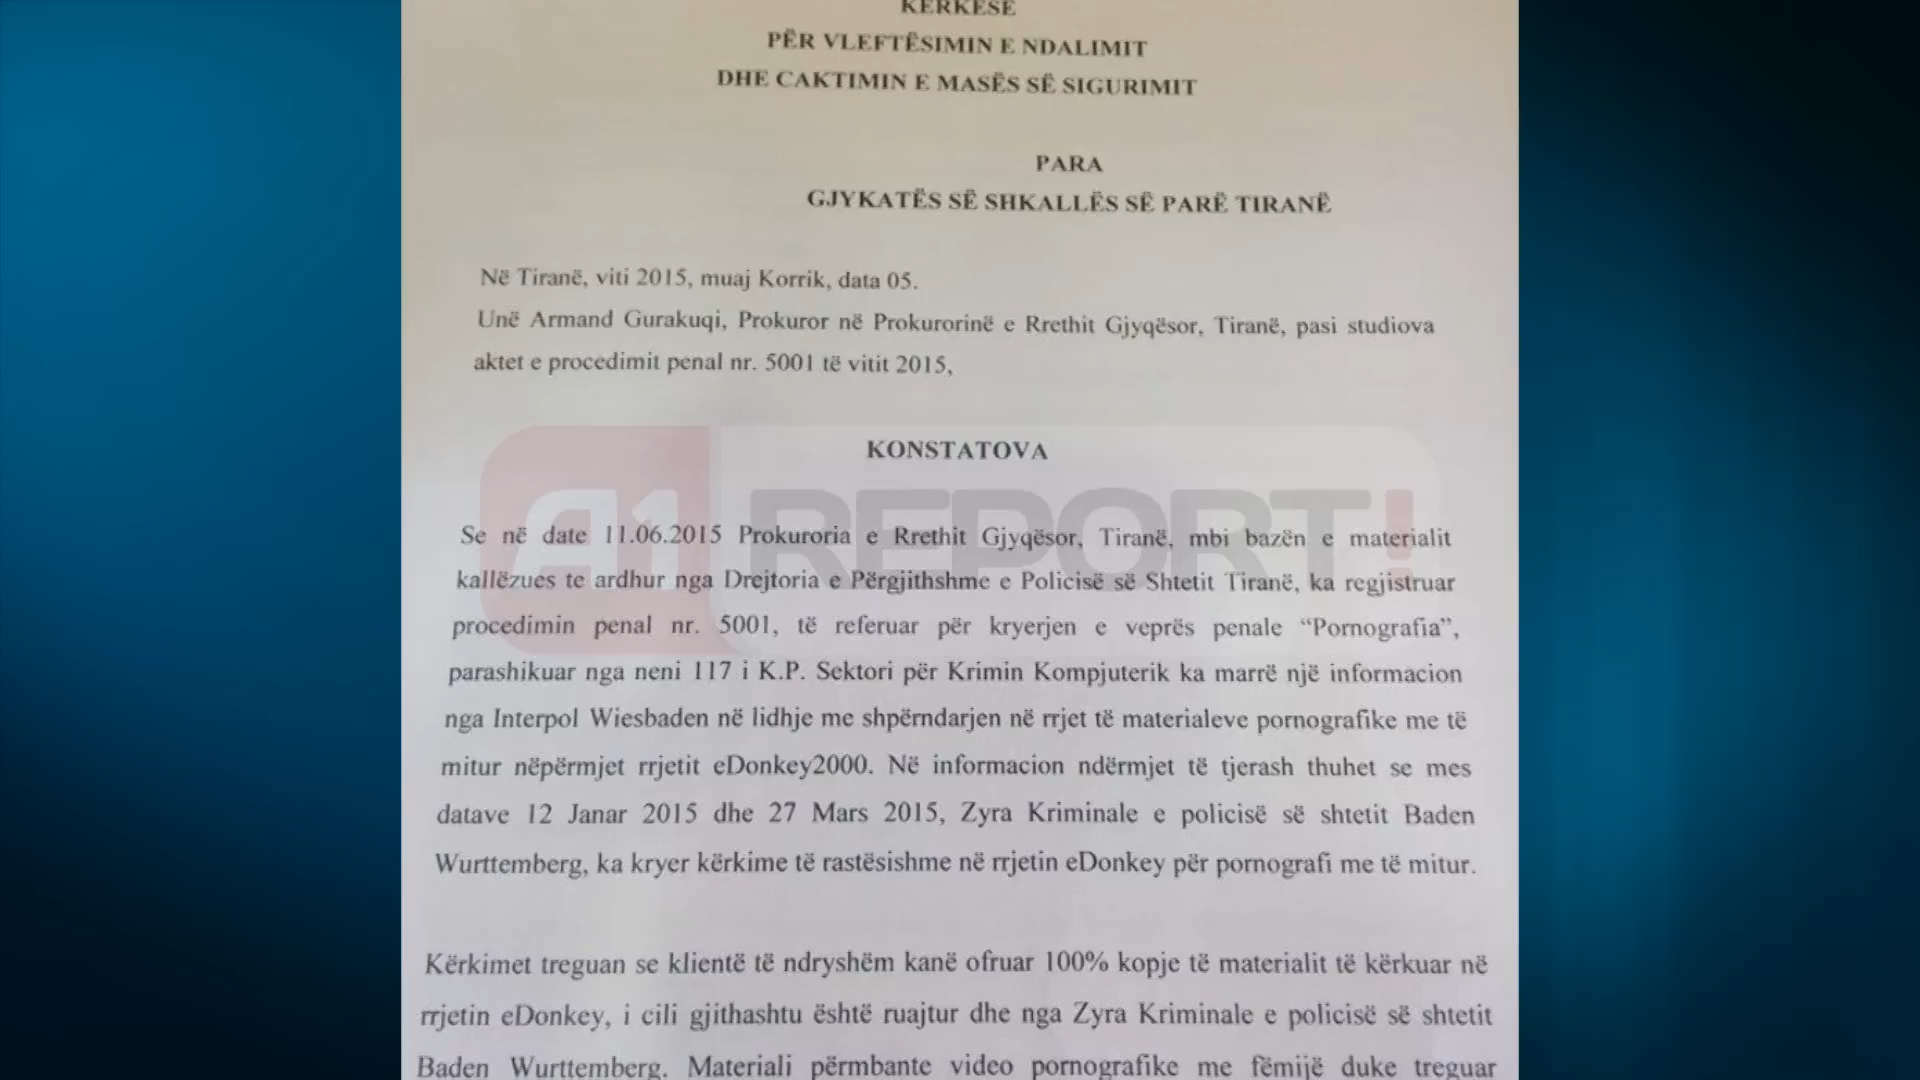 KËRKESË
PËR VLEFTËSIMIN E NDALIMIT
DHE CAKTIMIN E MASËS SË SIGURIMIT
PARA
GJYKATËS SË SHKALLËS SË PARË TIRANË
Në Tiranë, viti 2015, muaj Korrik, data 05.
Unë Armand Gurakuqi, Prokuror në Prokurorinë e Rrethit Gjyqësor, Tiranë, pasi studiova
aktet e procedimit penal nr. 5001 të vitit 2015,
KONSTATOVA
A1 REPORT!
Se në date 11.06.2015 Prokuroria e Rrethit Gjyqësor, Tiranë, mbi bazën e materialit
kallëzues te ardhur nga Drejtoria e Përgjithshme e Policisë së Shtetit Tiranë, ka regjistruar
procedimin penal nr. 5001, të referuar për kryerjen e veprës penale “Pornografia”,
parashikuar nga neni 117 i K.P. Sektori për Krimin Kompjuterik ka marrë një informacion
nga Interpol Wiesbaden në lidhje me shpërndarjen në rrjet të materialeve pornografike me të
mitur nëpërmjet rrjetit eDonkey2000. Në informacion ndërmjet të tjerash thuhet se mes
datave 12 Janar 2015 dhe 27 Mars 2015, Zyra Kriminale e policisë së shtetit Baden
Wurttemberg, ka kryer kërkime të rastësishme në rrjetin eDonkey për pornografi me të mitur.
Kërkimet treguan se klientë të ndryshëm kanë ofruar 100% kopje të materialit të kërkuar në
rrjetin eDonkey, i cili gjithashtu është ruajtur dhe nga Zyra Kriminale e policisë së shtetit
Baden Wurttemberg. Materiali përmbante video pornografike me fëmijë duke treguar